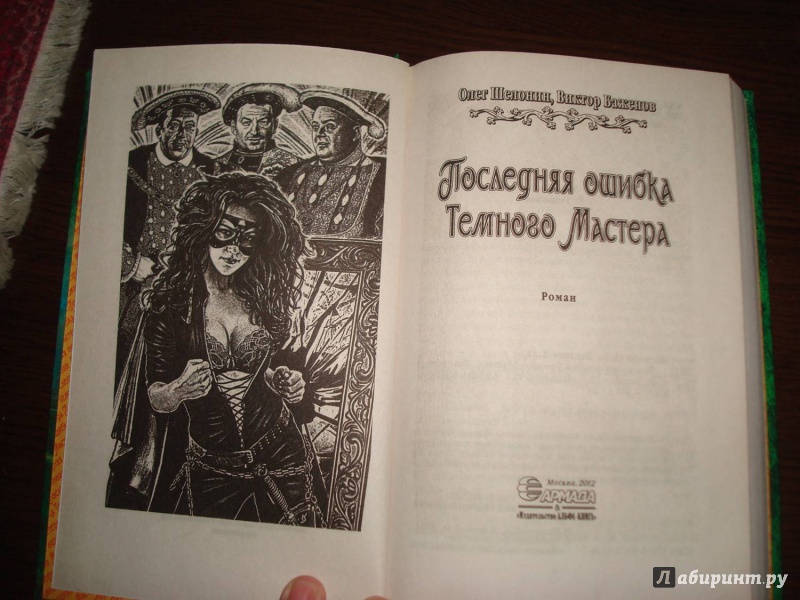 Олег Шелонин, Виктор Баженов
Последняя ошибка
Темного Мастера
Роман
Москва, 2012
АРМАДА
&
«Издательство АЛЬФА-КНИГА»
Лабиринт.ру